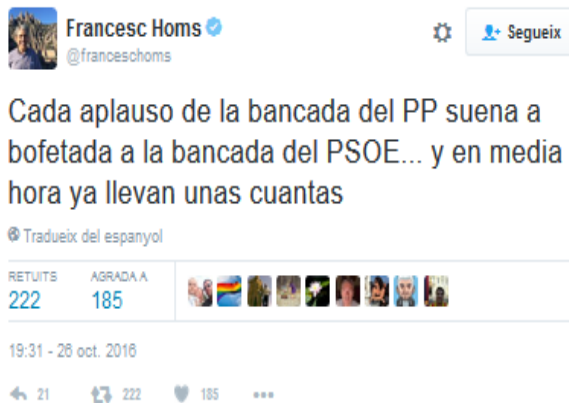 Francesc Homs
@franceschoms
Segueix
Cada aplauso de la bancada del PP suena a
bofetada a la bancada del PSOE... y en media
hora ya llevan unas cuantas
Tradueix del espanyol
RETUITS AGRADA A
222 185
19:31 - 26 oct. 2016
21 222 185